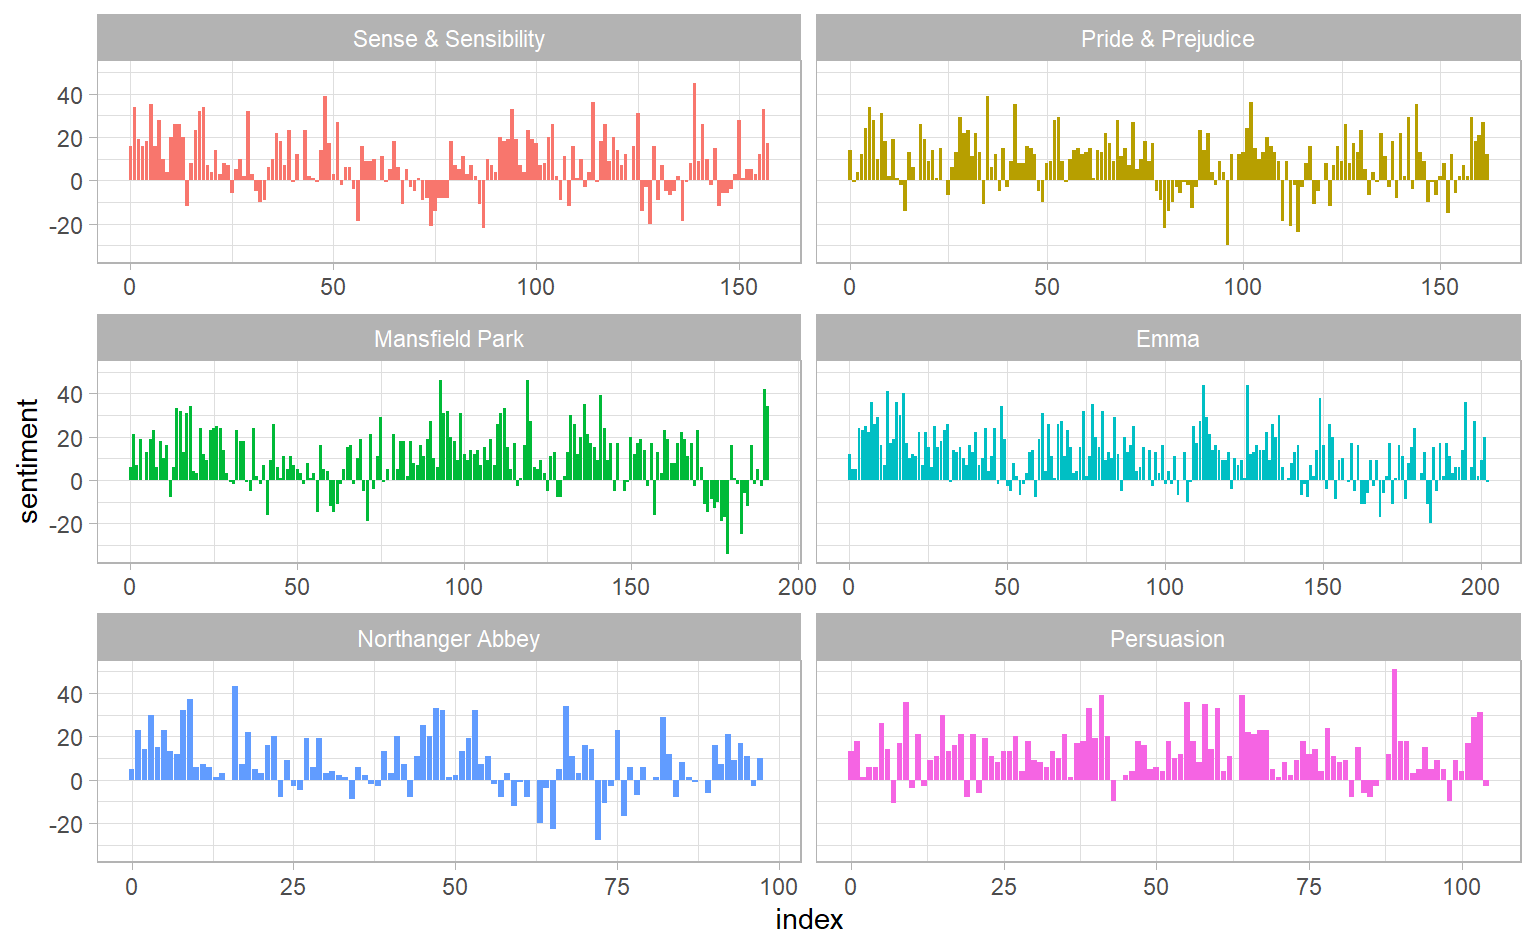 Sense & Sensibility
Pride & Prejudice
40
20
0
-20
0 50 100 150
0 50 100 150
Mansfield Park
Emma
40
20
0
-20
0 50 100 150 200
0 50 100 150 200
sentiment
Northanger Abbey
Persuasion
40
20
0
-20
0 25 50 75 100
0 25 50 75 100
index